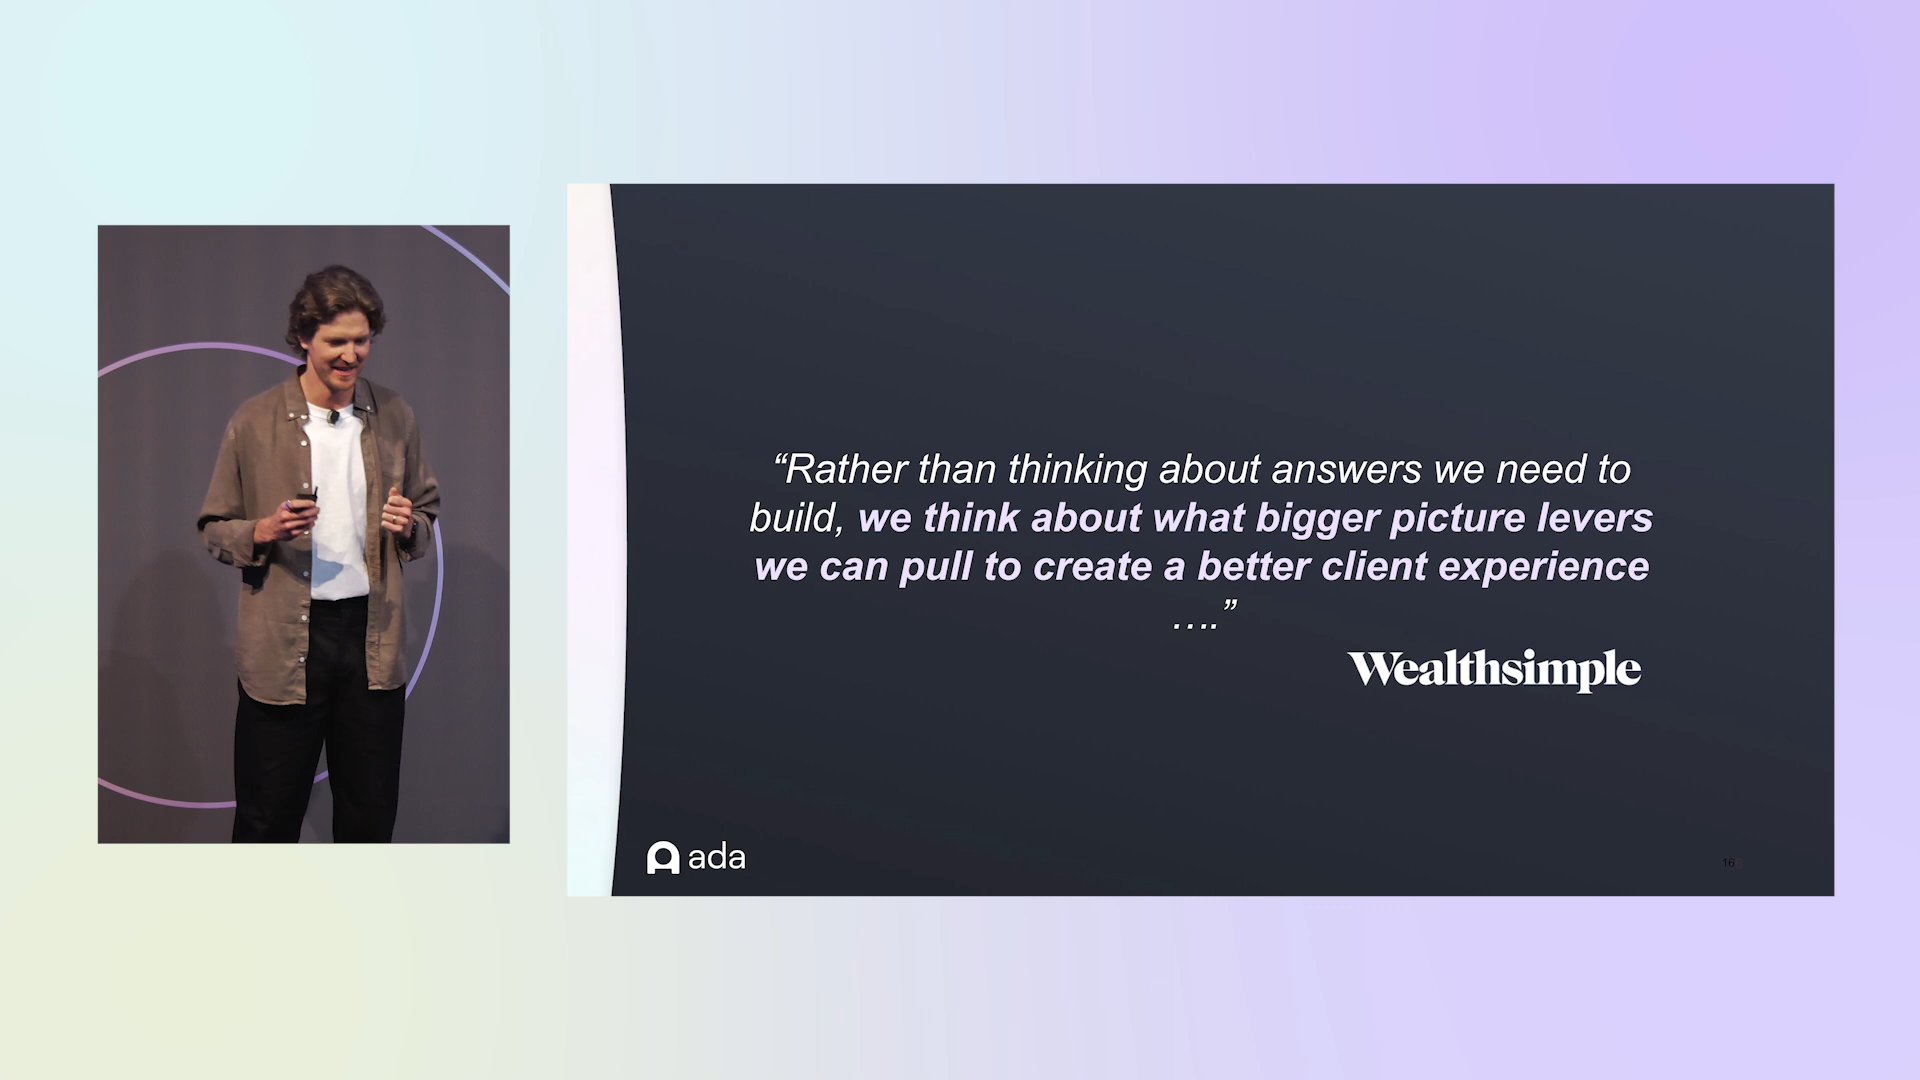 “Rather than thinking about answers we need to
build, we think about what bigger picture levers
we can pull to create a better client experience
….”
Wealthsimple
ada
16